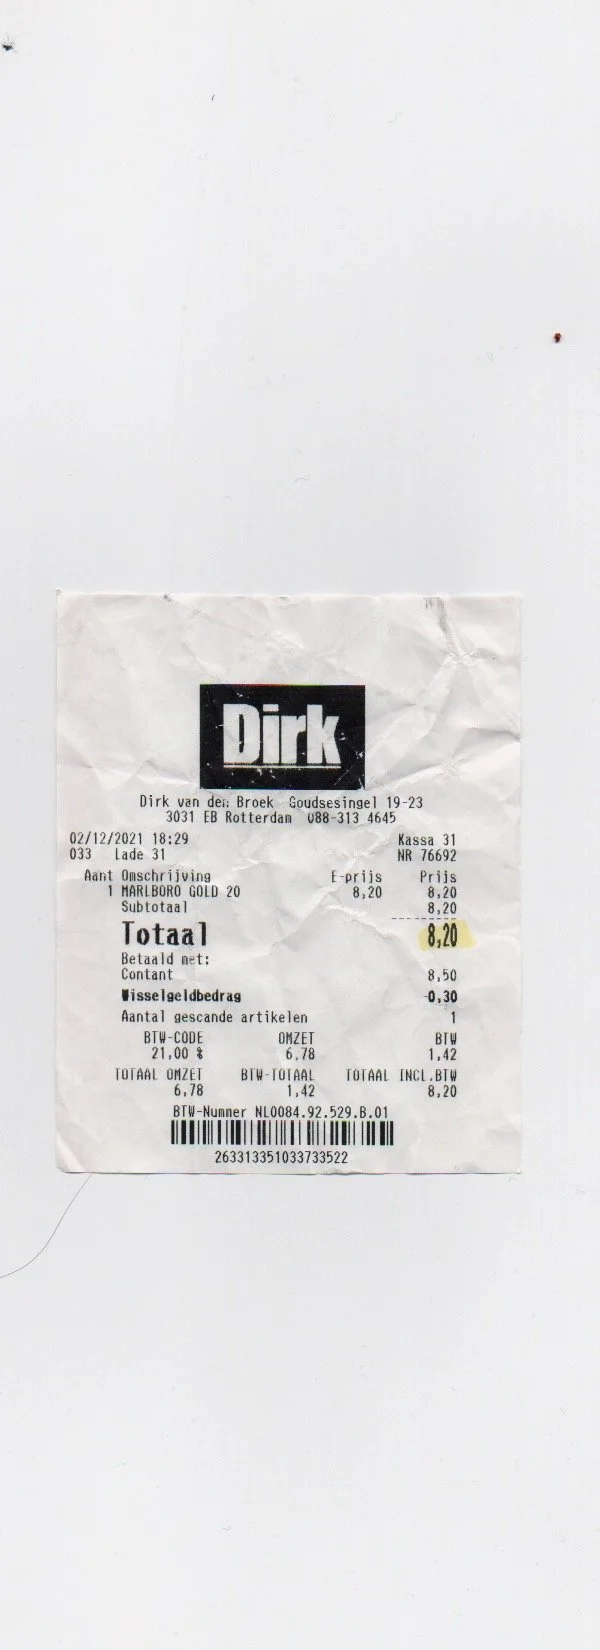 Dirk
Dirk van den Broek Goudsesingel 19-23
3031 EB Rotterdam 088-313 4645
02/12/2021 18:29 Kassa 31
033 Lade 31 NR 76692
Aant Omschrijving E-prijs Prijs
1 MARLBORO GOLD 20 8,20 8,20
Subtotaal 8,20
Totaal 8,20
Betaald met:
Contant 8,50
Wisselgeldbedrag -0,30
Aantal gescande artikelen 1
BTW-CODE OMZET BTW
21,00 % 6,78 1,42
TOTAAL OMZET BTW-TOTAAL TOTAAL INCL.BTW
6,78 1,42 8,20
BTW-Nummer NL0084.92.529.B.01
263313351033733522